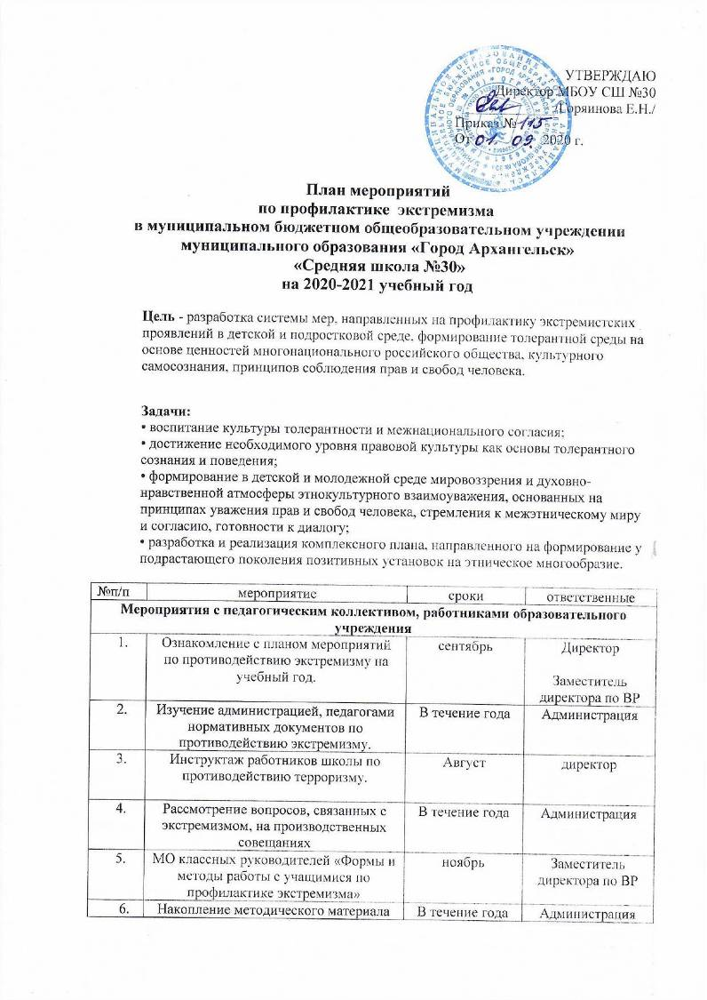 УТВЕРЖДАЮ
Директор МБОУ СШ №30
/Горяинова Е.Н./
Приказ № 115
От 01. 09 2020 г.
План мероприятий
по профилактике экстремизма
в муниципальном бюджетном общеобразовательном учреждении
муниципального образования «Город Архангельск»
«Средняя школа №30»
на 2020-2021 учебный год
Цель - разработка системы мер, направленных на профилактику экстремистских
проявлений в детской и подростковой среде, формирование толерантной среды на
основе ценностей многонационального российского общества, культурного
самосознания, принципов соблюдения прав и свобод человека.
Задачи:
• воспитание культуры толерантности и межнационального согласия;
• достижение необходимого уровня правовой культуры как основы толерантного
сознания и поведения;
• формирование в детской и молодежной среде мировоззрения и духовно-
нравственной атмосферы этнокультурного взаимоуважения, основанных на
принципах уважения прав и свобод человека, стремления к межэтническому миру
и согласию, готовности к диалогу;
• разработка и реализация комплексного плана, направленного на формирование у
подрастающего поколения позитивных установок на этническое многообразие.
№п/п мероприятие сроки ответственные
Мероприятия с педагогическим коллективом, работниками образовательного
учреждения
1. Ознакомление с планом мероприятий сентябрь Директор
по противодействию экстремизму на
учебный год. Заместитель
директора по ВР
2. Изучение администрацией, педагогами В течение года Администрация
нормативных документов по
противодействию экстремизму.
3. Инструктаж работников школы по Август директор
противодействию терроризму.
4. Рассмотрение вопросов, связанных с В течение года Администрация
экстремизмом, на производственных
совещаниях
5. МО классных руководителей «Формы и ноябрь Заместитель
методы работы с учащимися по директора по ВР
профилактике экстремизма»
6. Накопление методического материала В течение года Администрация